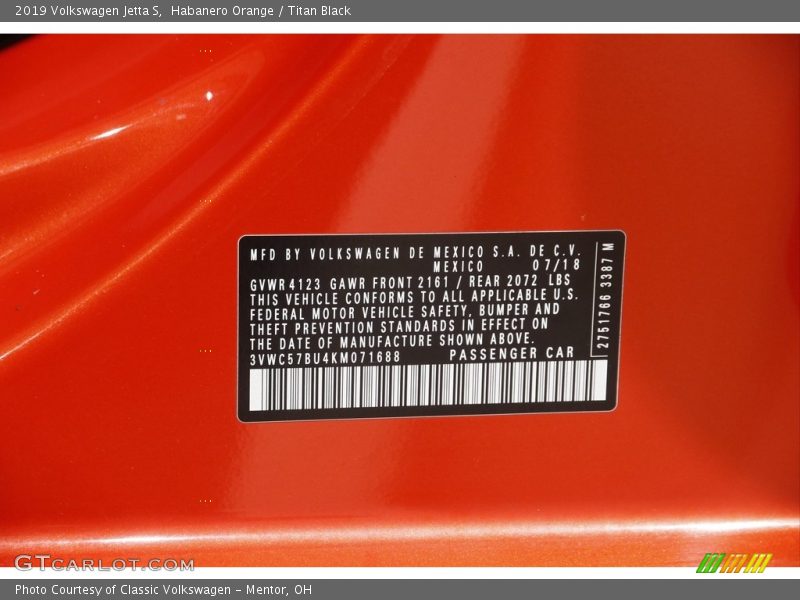 2019 Volkswagen Jetta S,  Habanero Orange / Titan Black
MFD BY VOLKSWAGEN DE MEXICO S.A. DE C.V.
MEXICO 07/18
GVWR 4123 GAWR FRONT 2161 / REAR 2072 LBS
THIS VEHICLE CONFORMS TO ALL APPLICABLE U.S.
FEDERAL MOTOR VEHICLE SAFETY, BUMPER AND
THEFT PREVENTION STANDARDS IN EFFECT ON
THE DATE OF MANUFACTURE SHOWN ABOVE.
3VWC57BU4KM071688 PASSENGER CAR
2751766 3387 M
GTCARLOT.COM
Photo Courtesy of Classic Volkswagen - Mentor, OH